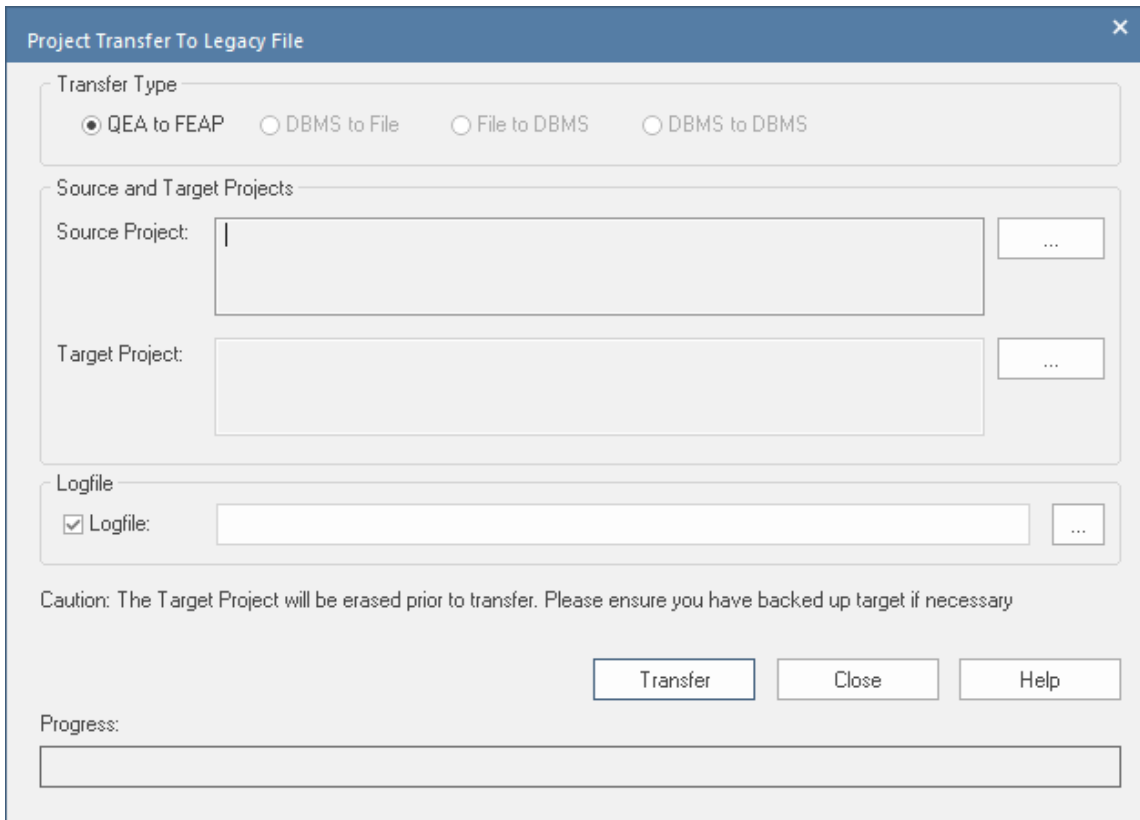 Project Transfer To Legacy File
Transfer Type
QEA to FEAP DBMS to File File to DBMS DBMS to DBMS
Source and Target Projects
Source Project:
...
Target Project:
...
Logfile
Logfile:
...
Caution: The Target Project will be erased prior to transfer. Please ensure you have backed up target if necessary
Transfer Close Help
Progress: